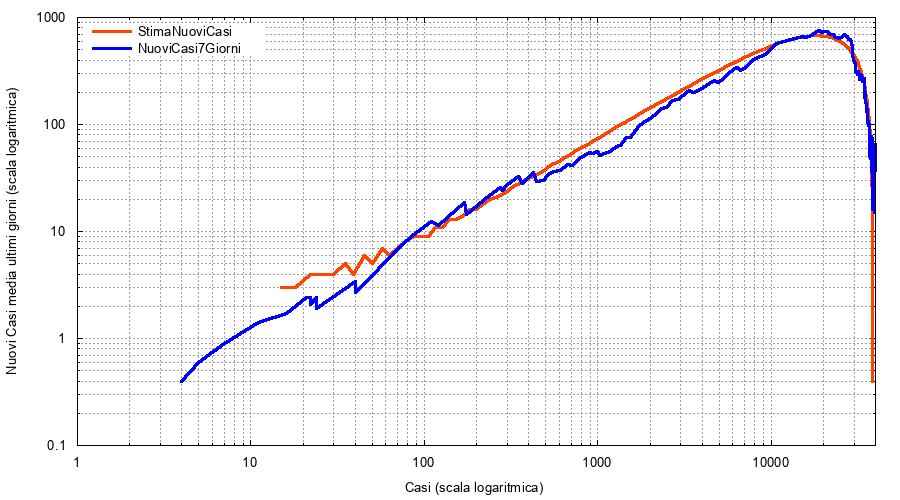 1000
100
10
1
0.1
Nuovi Casi media ultimi giorni (scala logaritmica)
StimaNuoviCasi
NuoviCasi7Giorni
1 10 100 1000 10000
Casi (scala logaritmica)